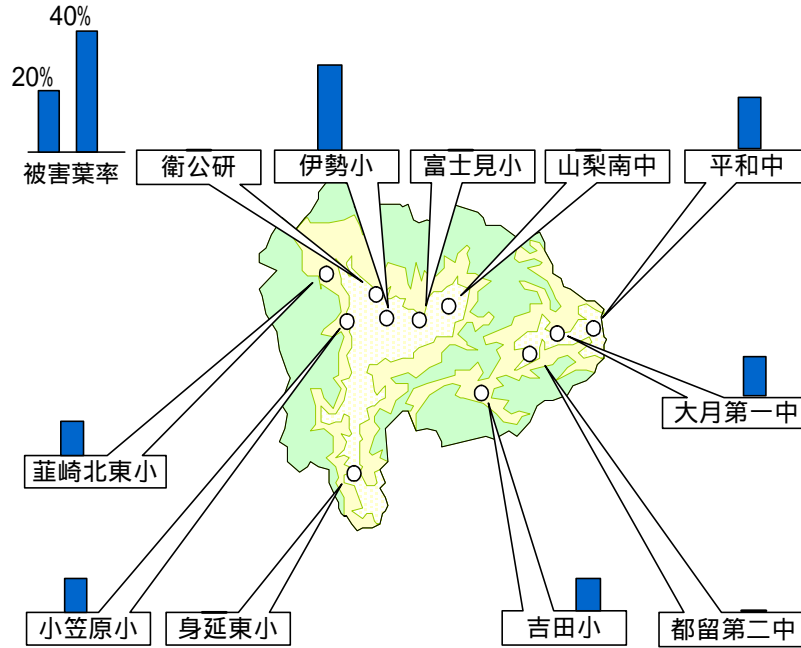 40%
20%
被害葉率
衛公研
伊勢小
富士見小
山梨南中
平和中
大月第一中
韮崎北東小
小笠原小
身延東小
吉田小
都留第二中